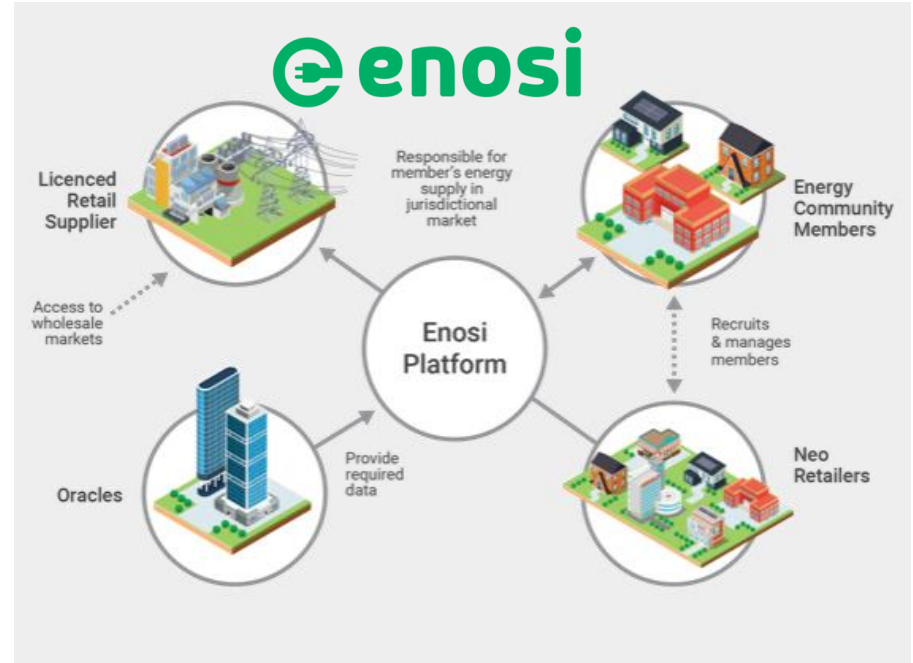 enosi
Responsible for
member's energy
supply in
jurisdictional
market
Licenced
Retail
Supplier
Energy
Community
Members
Access to
wholesale
markets
Enosi
Platform
Recruits
& manages
members
Oracles
Provide
required
data
Neo
Retailers